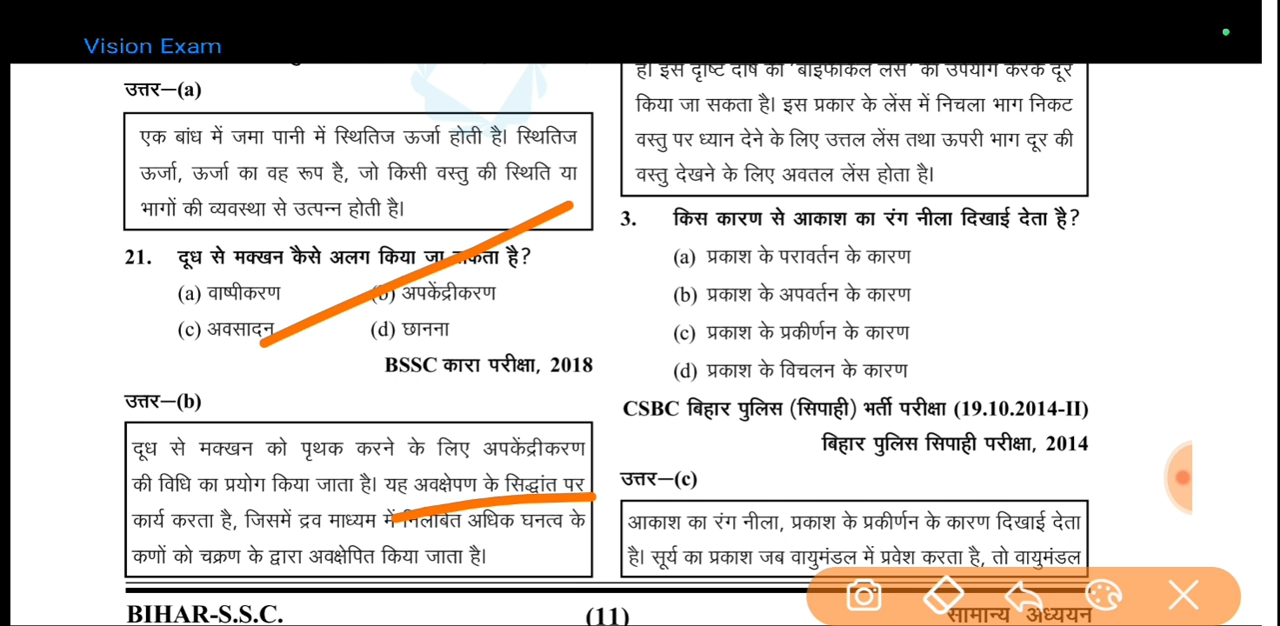 Vision Exam
उत्तर–(a)
एक बांध में जमा पानी में स्थितिज ऊर्जा होती है। स्थितिज
ऊर्जा, ऊर्जा का वह रूप है, जो किसी वस्तु की स्थिति या
भागों की व्यवस्था से उत्पन्न होती है।
21. दूध से मक्खन कैसे अलग किया जा सकता है?
(a) वाष्पीकरण (b) अपकेंद्रीकरण
(c) अवसादन (d) छानना
BSSC कारा परीक्षा, 2018
उत्तर–(b)
दूध से मक्खन को पृथक करने के लिए अपकेंद्रीकरण
की विधि का प्रयोग किया जाता है। यह अवक्षेपण के सिद्धांत पर
कार्य करता है, जिसमें द्रव माध्यम में निलंबित अधिक घनत्व के
कणों को चक्रण के द्वारा अवक्षेपित किया जाता है।
है। इस दृष्टि दोष को 'बाइफोकल लेंस' का उपयोग करके दूर
किया जा सकता है। इस प्रकार के लेंस में निचला भाग निकट
वस्तु पर ध्यान देने के लिए उत्तल लेंस तथा ऊपरी भाग दूर की
वस्तु देखने के लिए अवतल लेंस होता है।
3. किस कारण से आकाश का रंग नीला दिखाई देता है?
(a) प्रकाश के परावर्तन के कारण
(b) प्रकाश के अपवर्तन के कारण
(c) प्रकाश के प्रकीर्णन के कारण
(d) प्रकाश के विचलन के कारण
CSBC बिहार पुलिस (सिपाही) भर्ती परीक्षा (19.10.2014-II)
बिहार पुलिस सिपाही परीक्षा, 2014
उत्तर–(c)
आकाश का रंग नीला, प्रकाश के प्रकीर्णन के कारण दिखाई देता
है। सूर्य का प्रकाश जब वायुमंडल में प्रवेश करता है, तो वायुमंडल
BIHAR-S.S.C. (11) सामान्य अध्ययन